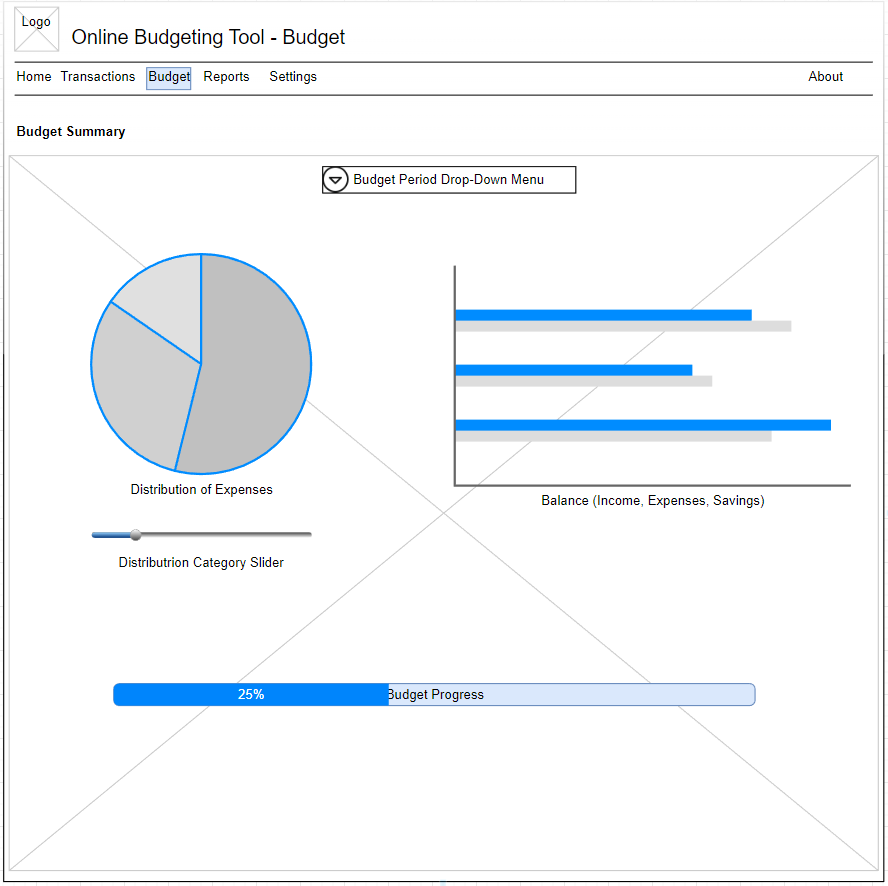 Logo
Online Budgeting Tool - Budget
Home Transactions Budget Reports Settings About
Budget Summary
Budget Period Drop-Down Menu
Distribution of Expenses
Balance (Income, Expenses, Savings)
Distributrion Category Slider
25% Budget Progress